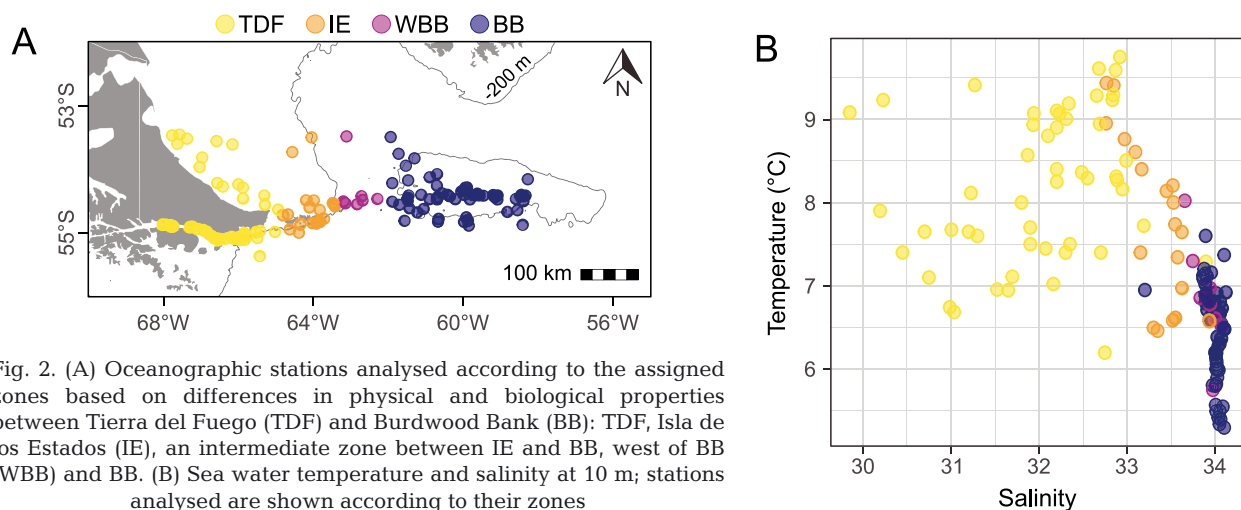 TDF IE WBB BB
A
53°S
55°S
-200 m
N
100 km
68°W 64°W 60°W 56°W
B
Temperature (°C)
9
8
7
6
30 31 32 33 34
Salinity
Fig. 2. (A) Oceanographic stations analysed according to the assigned
zones based on differences in physical and biological properties
between Tierra del Fuego (TDF) and Burdwood Bank (BB): TDF, Isla de
os Estados (IE), an intermediate zone between IE and BB, west of BB
WBB) and BB. (B) Sea water temperature and salinity at 10 m; stations
analysed are shown according to their zones